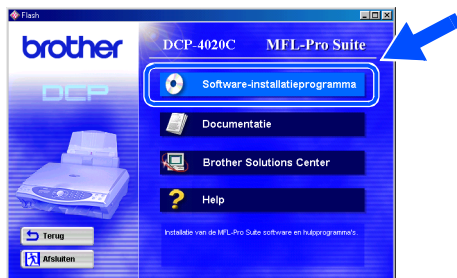 Flash
brother
DCP-4020C MFL-Pro Suite
DCP
Software-installatieprogramma
Documentatie
Brother Solutions Center
Help
Installatie van de MFL-Pro Suite software en hulpprogramma's.
Terug
Afsluiten